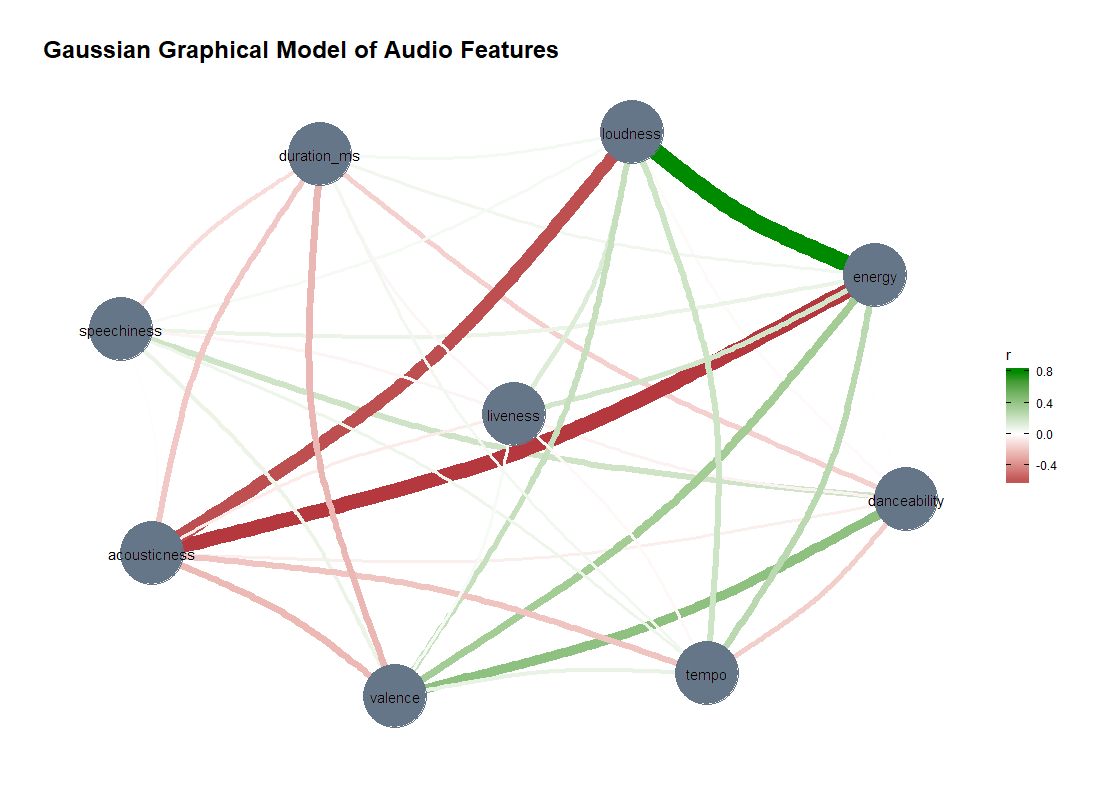 Gaussian Graphical Model of Audio Features
loudness
duration_ms
energy
speechiness
r
0.8
0.4
0.0
-0.4
liveness
danceability
acousticness
tempo
valence